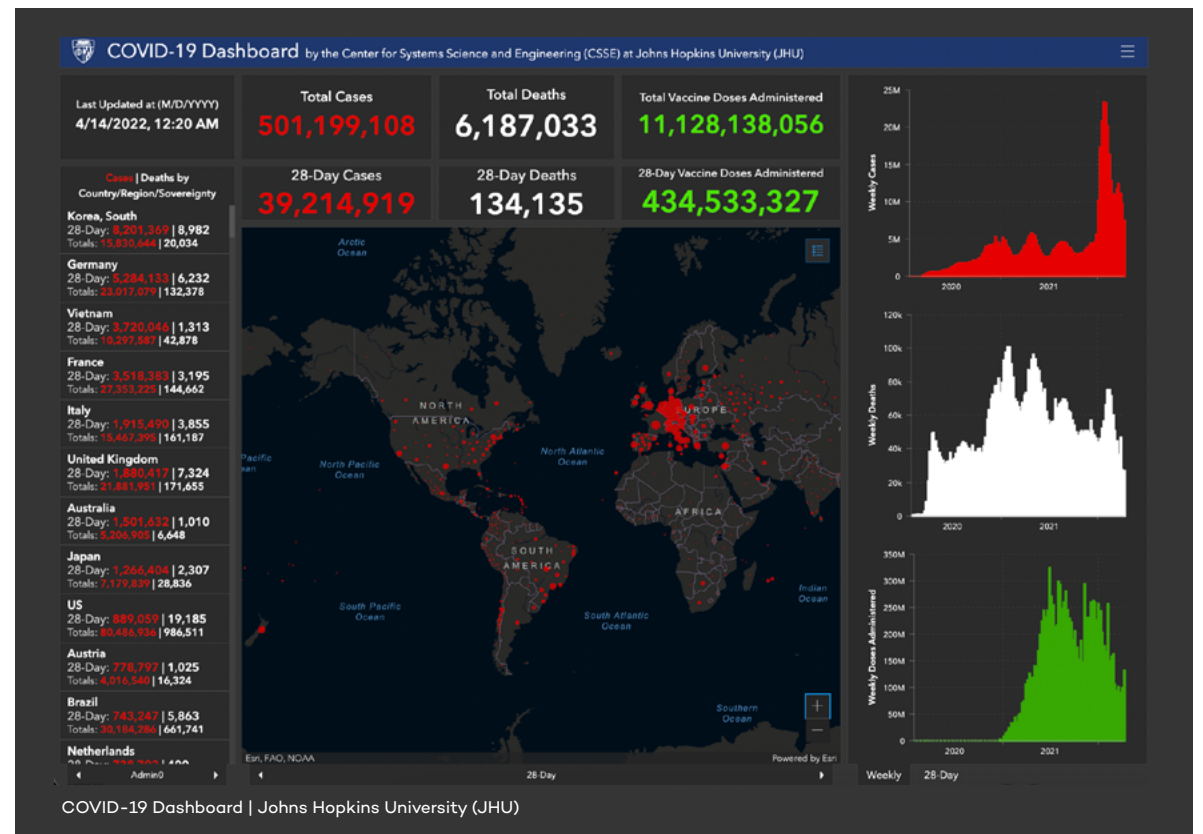 COVID-19 Dashboard by the Center for Systems Science and Engineering (CSSE) at Johns Hopkins University (JHU)
Last Updated at (M/D/YYYY)
4/14/2022, 12:20 AM
Total Cases
501,199,108
Total Deaths
6,187,033
Total Vaccine Doses Administered
11,128,138,056
28-Day Cases
39,214,919
28-Day Deaths
134,135
28-Day Vaccine Doses Administered
434,533,327
Cases | Deaths by
Country/Region/Sovereignty
Korea, South
28-Day: 8,201,369 | 8,982
Totals: 15,830,644 | 20,034
Germany
28-Day: 5,284,133 | 6,232
Totals: 23,017,079 | 132,378
Vietnam
28-Day: 3,720,046 | 1,313
Totals: 10,297,587 | 42,878
France
28-Day: 3,518,383 | 3,195
Totals: 27,353,225 | 144,662
Italy
28-Day: 1,915,490 | 3,855
Totals: 15,467,395 | 161,187
United Kingdom
28-Day: 1,880,417 | 7,324
Totals: 21,881,951 | 171,655
Australia
28-Day: 1,501,632 | 1,010
Totals: 5,206,905 | 6,648
Japan
28-Day: 1,266,404 | 2,307
Totals: 7,179,839 | 28,836
US
28-Day: 889,059 | 19,185
Totals: 80,486,936 | 986,511
Austria
28-Day: 778,797 | 1,025
Totals: 4,016,540 | 16,324
Brazil
28-Day: 743,247 | 5,863
Totals: 30,184,286 | 661,741
Netherlands
Admin0
Arctic
Ocean
NORTH
AMERICA
EUROPE
Pacific
North Pacific
Ocean
North Atlantic
Ocean
AFRICA
SOUTH
AMERICA
Indian
Ocean
South Pacific
Ocean
South Atlantic
Ocean
Southern
Ocean
+
−
Esri, FAO, NOAA
Powered by Esri
28-Day
Weekly Cases
25M
20M
15M
10M
5M
0
2020
2021
Weekly Deaths
120k
100k
80k
60k
40k
20k
0
2020
2021
Weekly Doses Administered
350M
300M
250M
200M
150M
100M
50M
0
2020
2021
Weekly
28-Day
COVID-19 Dashboard | Johns Hopkins University (JHU)